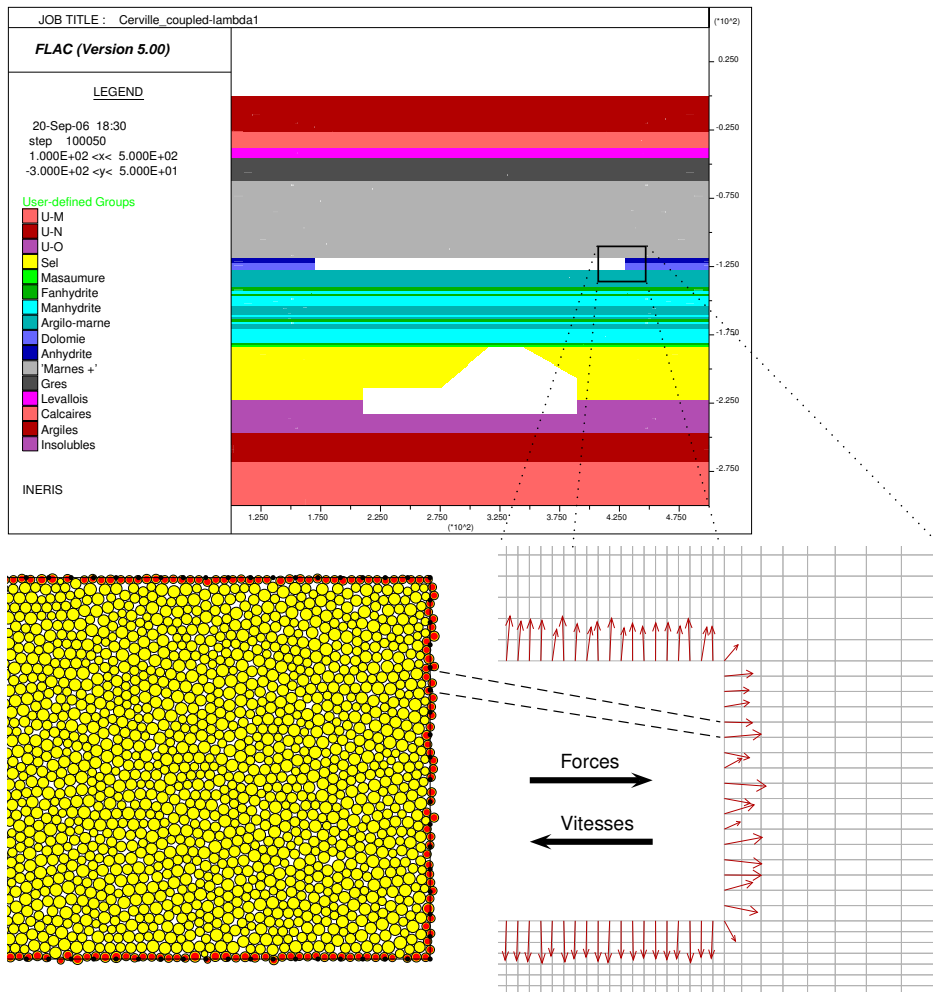 JOB TITLE : Cerville_coupled-lambda1
(*10^2)
FLAC (Version 5.00)
LEGEND
20-Sep-06 18:30
step 100050
1.000E+02 <x< 5.000E+02
-3.000E+02 <y< 5.000E+01
User-defined Groups
U-M
U-N
U-O
Sel
Masaumure
Fanhydrite
Manhydrite
Argilo-marne
Dolomie
Anhydrite
'Marnes +'
Gres
Levallois
Calcaires
Argiles
Insolubles
INERIS
0.250
-0.250
-0.750
-1.250
-1.750
-2.250
-2.750
1.250 1.750 2.250 2.750 3.250 3.750 4.250 4.750
(*10^2)
Forces
Vitesses